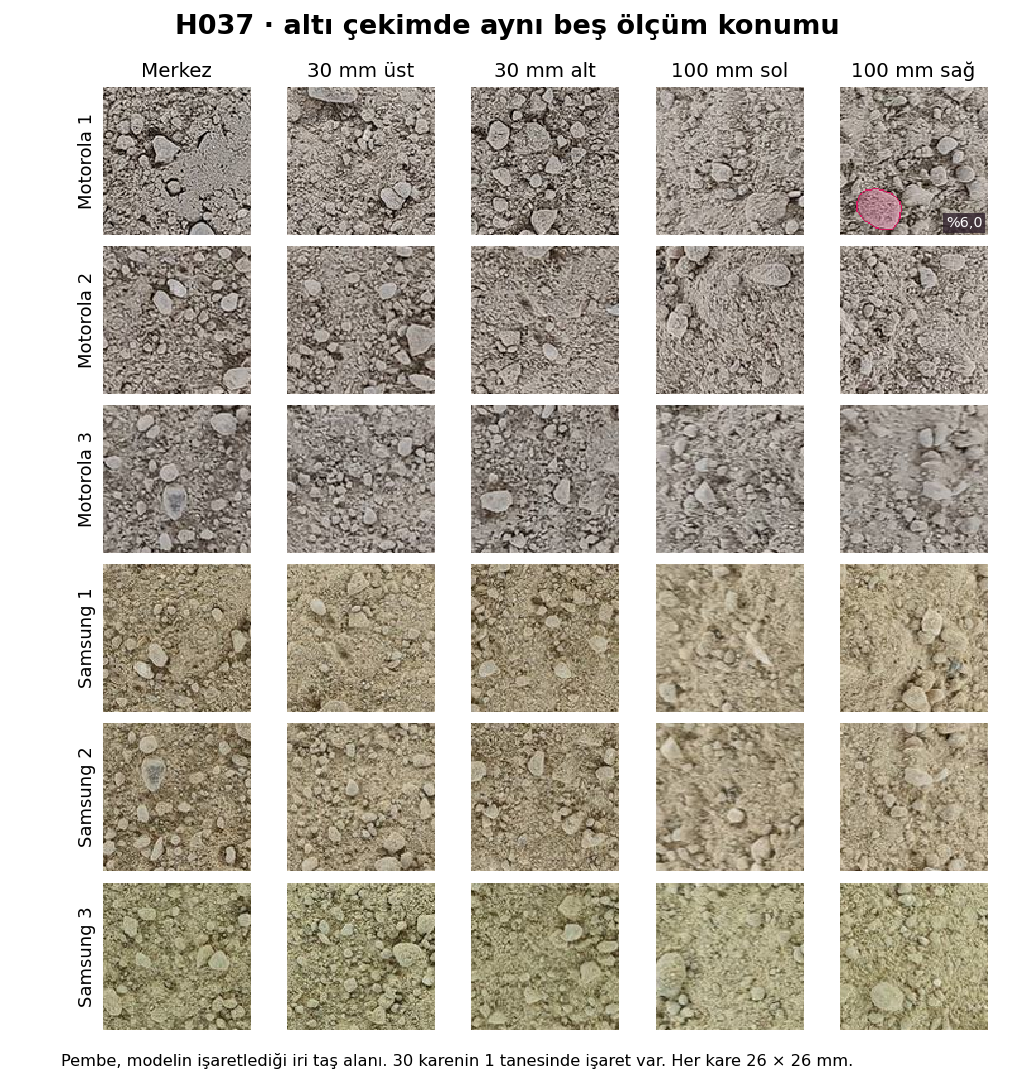 H037 · altı çekimde aynı beş ölçüm konumu
Merkez 30 mm üst 30 mm alt 100 mm sol 100 mm sağ
Motorola 1
%6,0
Motorola 2
Motorola 3
Samsung 1
Samsung 2
Samsung 3
Pembe, modelin işaretlediği iri taş alanı. 30 karenin 1 tanesinde işaret var. Her kare 26 × 26 mm.